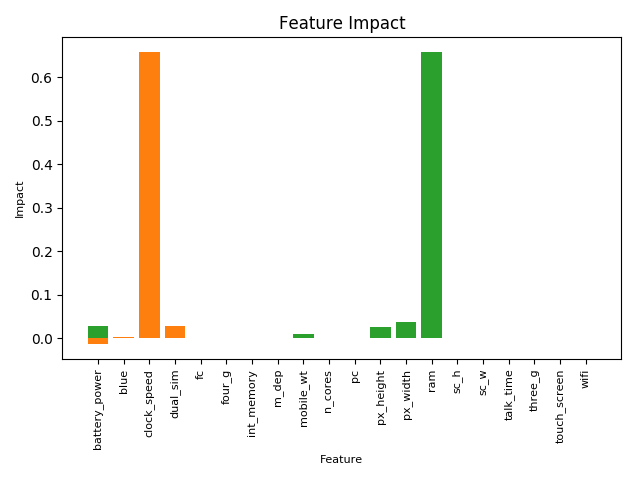 Feature Impact
Impact
0.6
0.5
0.4
0.3
0.2
0.1
0.0
battery_power
blue
clock_speed
dual_sim
fc
four_g
int_memory
m_dep
mobile_wt
n_cores
pc
px_height
px_width
ram
sc_h
sc_w
talk_time
three_g
touch_screen
wifi
Feature